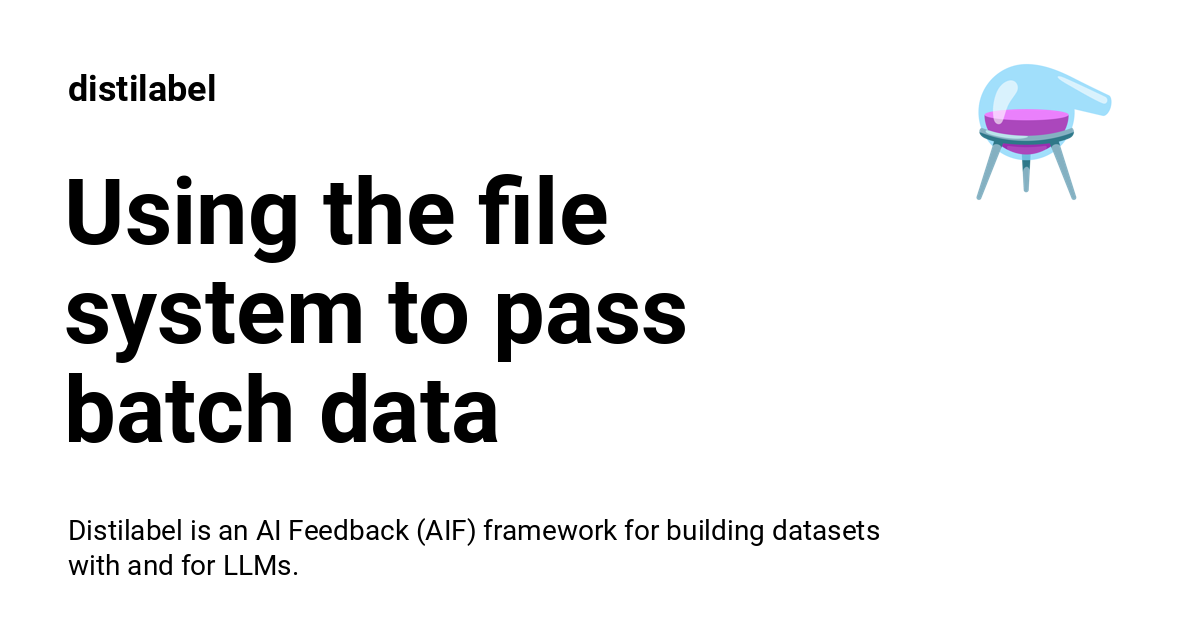 distilabel
Using the file
system to pass
batch data
Distilabel is an AI Feedback (AIF) framework for building datasets
with and for LLMs.